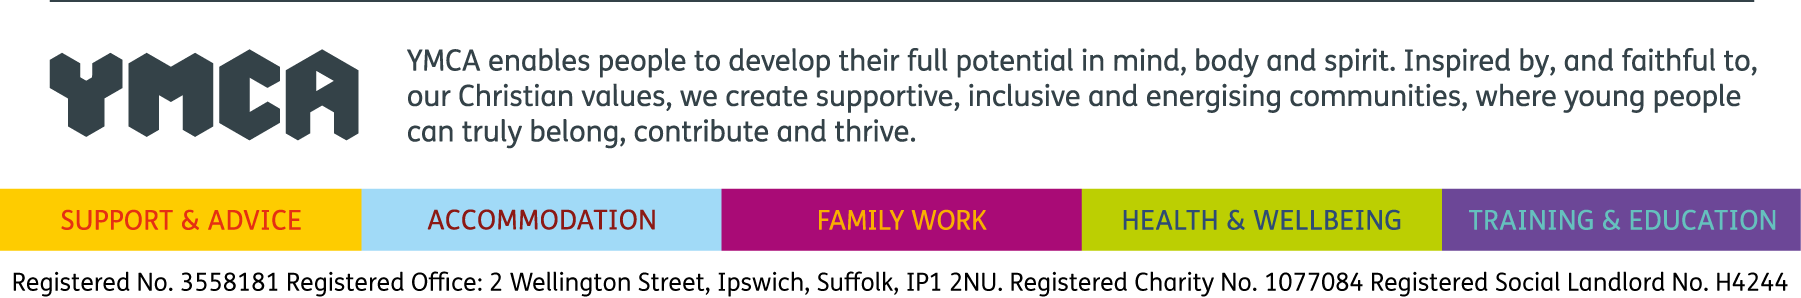 YMCA
YMCA enables people to develop their full potential in mind, body and spirit. Inspired by, and faithful to,
our Christian values, we create supportive, inclusive and energising communities, where young people
can truly belong, contribute and thrive.
SUPPORT & ADVICE ACCOMMODATION FAMILY WORK HEALTH & WELLBEING TRAINING & EDUCATION
Registered No. 3558181 Registered Office: 2 Wellington Street, Ipswich, Suffolk, IP1 2NU. Registered Charity No. 1077084 Registered Social Landlord No. H4244